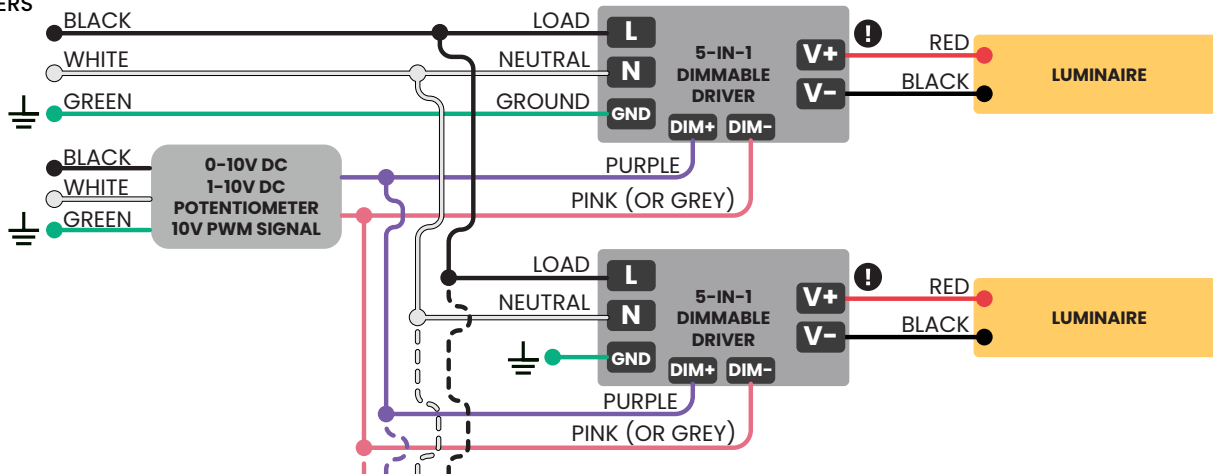 BLACK
LOAD
L
WHITE
NEUTRAL
N
GREEN
GROUND
GND
5-IN-1
DIMMABLE
DRIVER
DIM+
DIM-
V+
V-
!
RED
BLACK
LUMINAIRE
BLACK
WHITE
GREEN
0-10V DC
1-10V DC
POTENTIOMETER
10V PWM SIGNAL
PURPLE
PINK (OR GREY)
LOAD
L
NEUTRAL
N
GND
5-IN-1
DIMMABLE
DRIVER
DIM+
DIM-
V+
V-
!
RED
BLACK
LUMINAIRE
PURPLE
PINK (OR GREY)